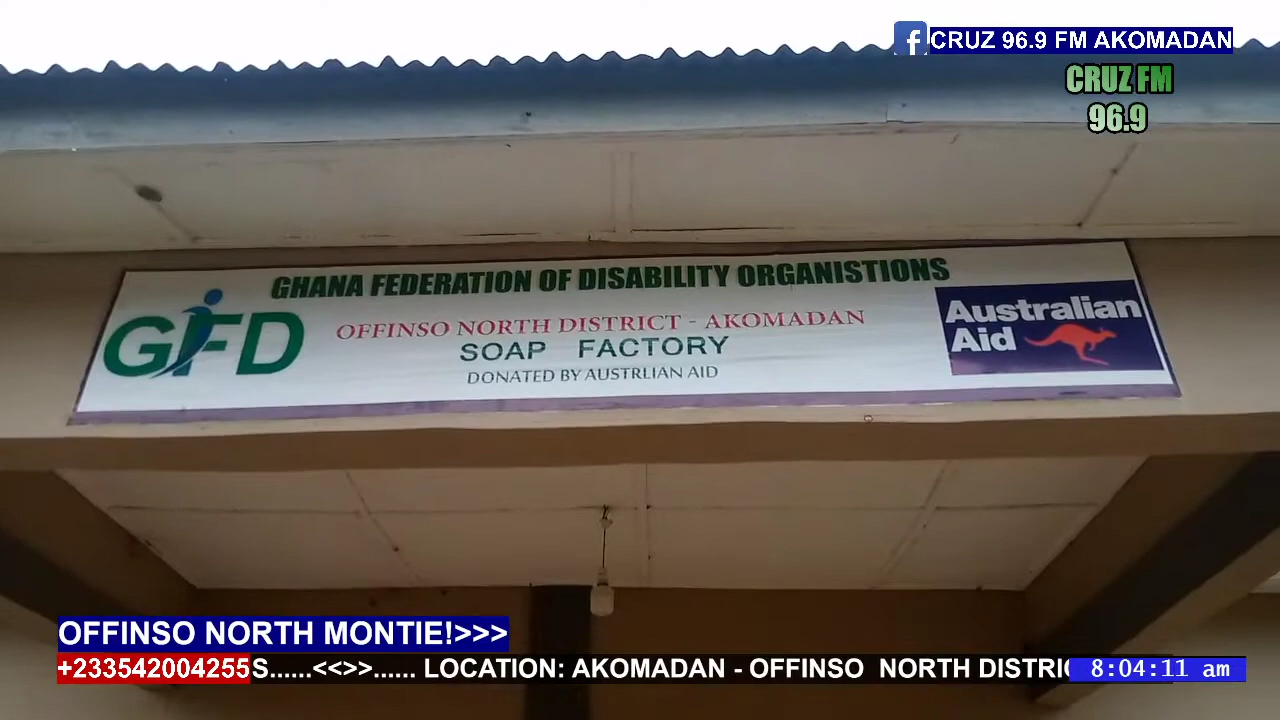 CRUZ 96.9 FM AKOMADAN
CRUZ FM
96.9
GHANA FEDERATION OF DISABILITY ORGANISTIONS
GFD
OFFINSO NORTH DISTRICT - AKOMADAN
SOAP FACTORY
DONATED BY AUSTRLIAN AID
Australian
Aid
OFFINSO NORTH MONTIE!>>>
+233542004255 S......<<>>...... LOCATION: AKOMADAN - OFFINSO NORTH DISTRIC
8:04:11 am